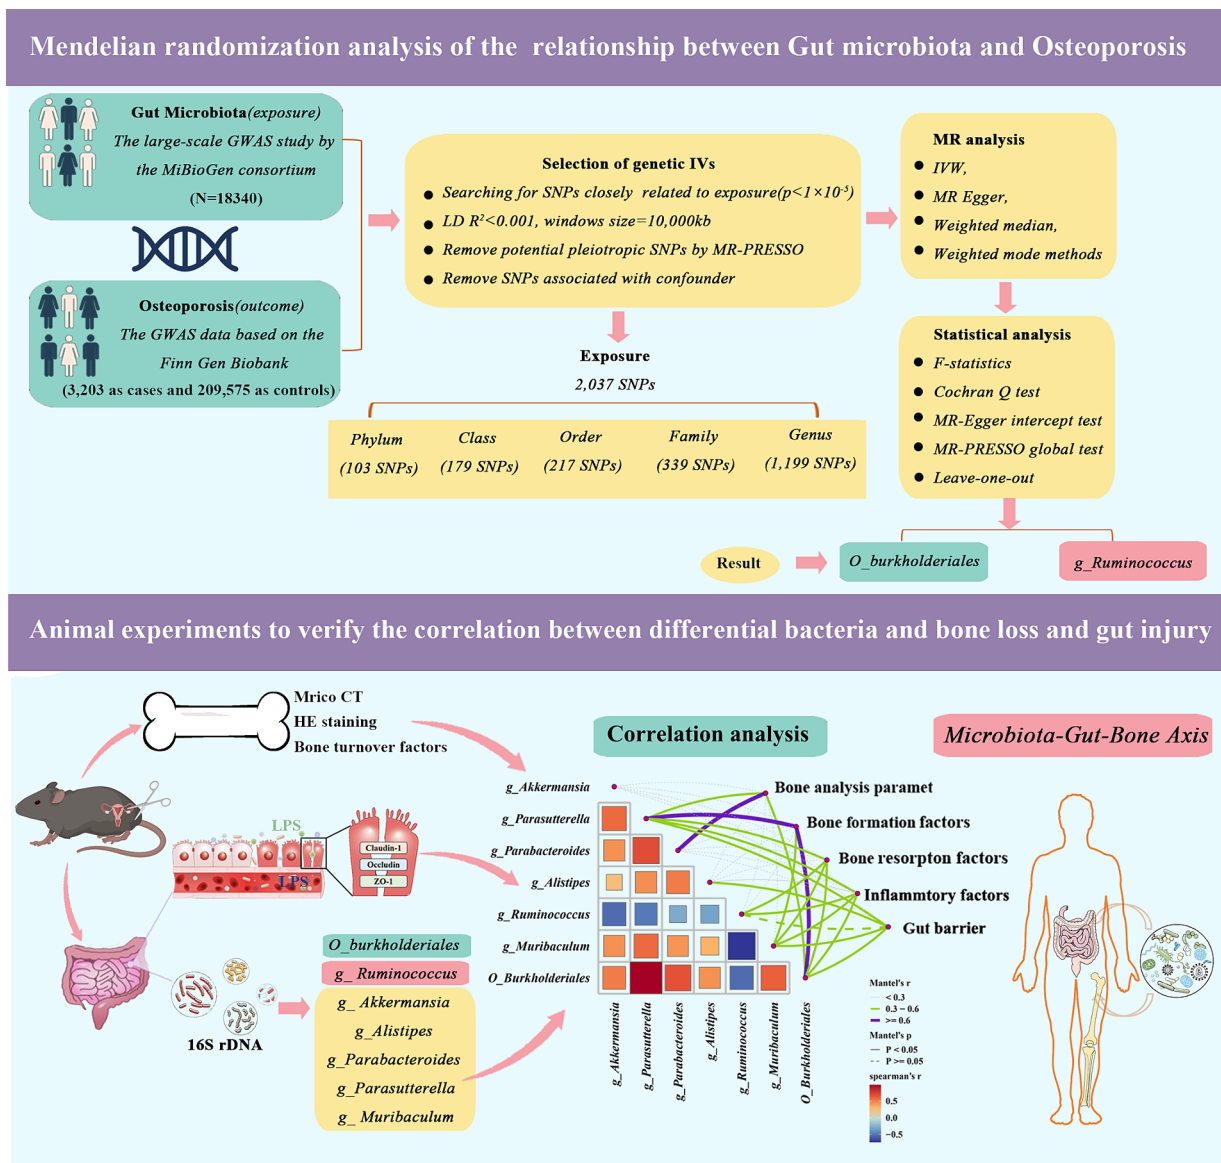 Mendelian randomization analysis of the relationship between Gut microbiota and Osteoporosis
Gut Microbiota(exposure)
The large-scale GWAS study by
the MiBioGen consortium
(N=18340)
Osteoporosis(outcome)
The GWAS data based on the
Finn Gen Biobank
(3,203 as cases and 209,575 as controls)
Selection of genetic IVs
● Searching for SNPs closely related to exposure(p<1×10⁻⁵)
● LD R²<0.001, windows size=10,000kb
● Remove potential pleiotropic SNPs by MR-PRESSO
● Remove SNPs associated with confounder
Exposure
2,037 SNPs
Phylum
(103 SNPs)
Class
(179 SNPs)
Order
(217 SNPs)
Family
(339 SNPs)
Genus
(1,199 SNPs)
MR analysis
● IVW,
● MR Egger,
● Weighted median,
● Weighted mode methods
Statistical analysis
● F-statistics
● Cochran Q test
● MR-Egger intercept test
● MR-PRESSO global test
● Leave-one-out
Result
O_burkholderiales
g_Ruminococcus
Animal experiments to verify the correlation between differential bacteria and bone loss and gut injury
Mrico CT
HE staining
Bone turnover factors
LPS
LPS
Claudin-1
Occludin
ZO-1
16S rDNA
O_burkholderiales
g_Ruminococcus
g_Akkermansia
g_Alistipes
g_Parabacteroides
g_Parasutterella
g_ Muribaculum
Correlation analysis
g_Akkermansia
g_Parasutterella
g_Parabacteroides
g_Alistipes
g_Ruminococcus
g_Muribaculum
O_Burkholderiales
g_Akkermansia
g_Parasutterella
g_Parabacteroides
g_Alistipes
g_Ruminococcus
g_Muribaculum
O_Burkholderiales
Bone analysis paramet
Bone formation factors
Bone resorpton factors
Inflammtory factors
Gut barrier
Mantel's r
< 0.3
0.3 − 0.6
>= 0.6
Mantel's p
P < 0.05
P >= 0.05
spearman's r
0.5
0.0
−0.5
Microbiota-Gut-Bone Axis